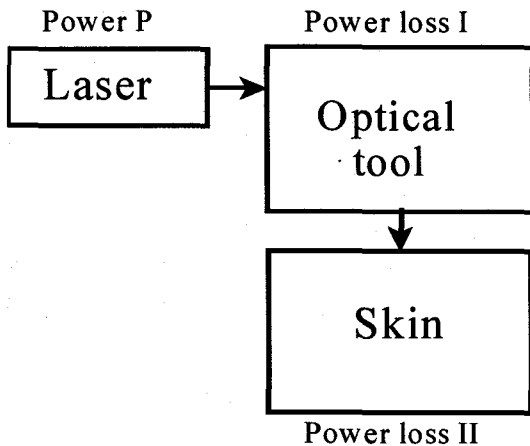 Power P
Power loss I
Laser
Optical
tool
Skin
Power loss II